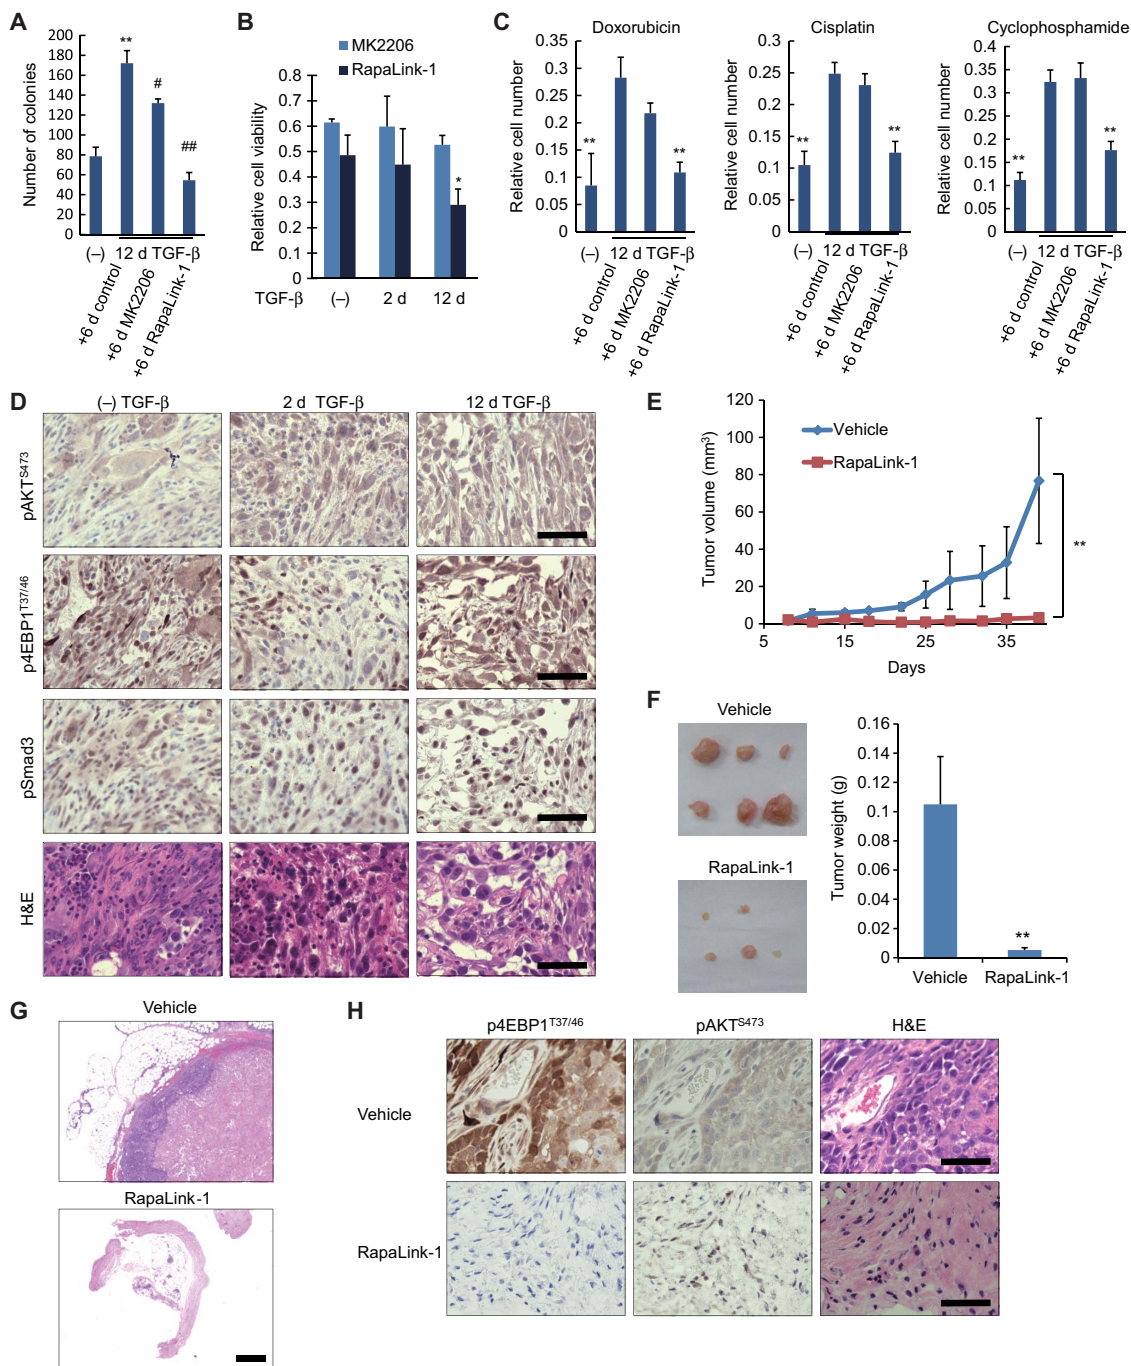 A
200
180
160
140
120
100
80
60
40
20
0
Number of colonies
**
#
##
(–)
12 d TGF-β
+6 d control
+6 d MK2206
+6 d RapaLink-1
B
MK2206
RapaLink-1
0.8
0.7
0.6
0.5
0.4
0.3
0.2
0.1
0
Relative cell viability
*
TGF-β
(–)
2 d
12 d
C
Doxorubicin
0.35
0.3
0.25
0.2
0.15
0.1
0.05
0
Relative cell number
**
**
(–)
12 d TGF-β
+6 d control
+6 d MK2206
+6 d RapaLink-1
Cisplatin
0.3
0.25
0.2
0.15
0.1
0.05
0
Relative cell number
**
**
(–)
12 d TGF-β
+6 d control
+6 d MK2206
+6 d RapaLink-1
Cyclophosphamide
0.4
0.35
0.3
0.25
0.2
0.15
0.1
0.05
0
Relative cell number
**
**
(–)
12 d TGF-β
+6 d control
+6 d MK2206
+6 d RapaLink-1
D
(–) TGF-β
2 d TGF-β
12 d TGF-β
pAKT^S473
p4EBP1^T37/46
pSmad3
H&E
E
120
100
80
60
40
20
0
Tumor volume (mm³)
Vehicle
RapaLink-1
**
5
15
25
35
Days
F
Vehicle
RapaLink-1
0.16
0.14
0.12
0.1
0.08
0.06
0.04
0.02
0
Tumor weight (g)
**
Vehicle
RapaLink-1
G
Vehicle
RapaLink-1
H
p4EBP1^T37/46
pAKT^S473
H&E
Vehicle
RapaLink-1